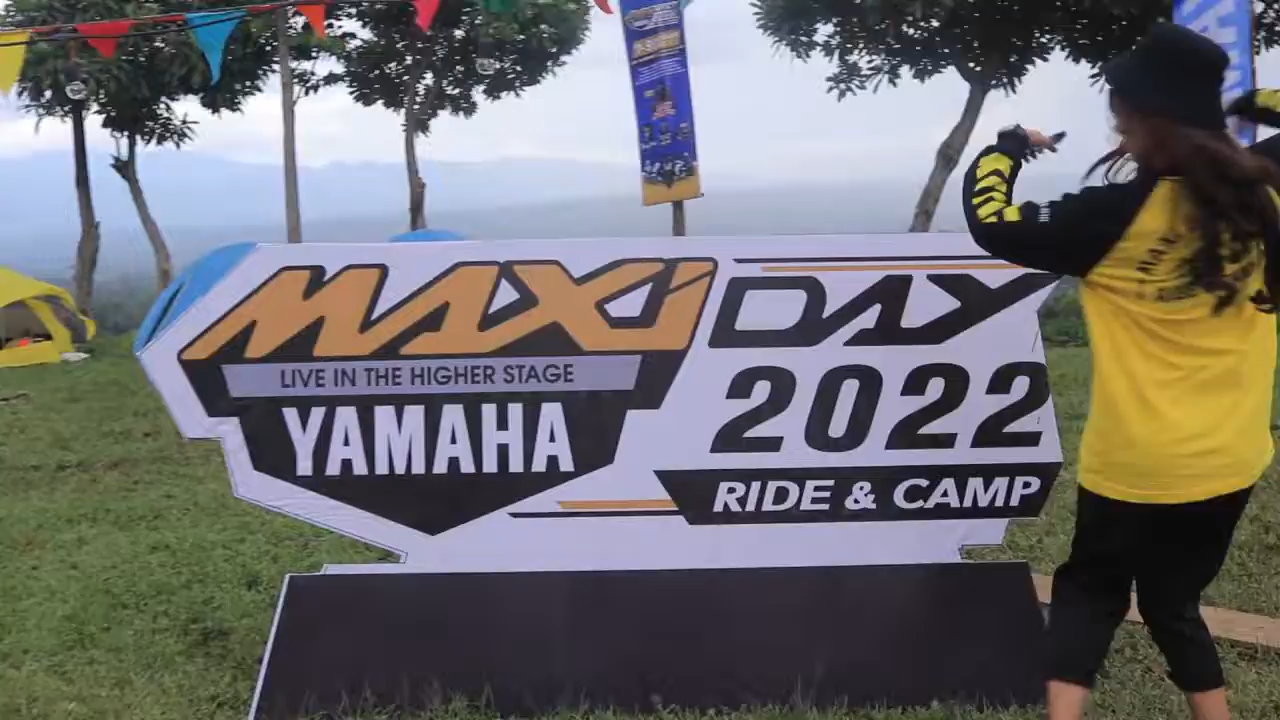 MAXI DAY
LIVE IN THE HIGHER STAGE
YAMAHA
2022
RIDE & CAMP